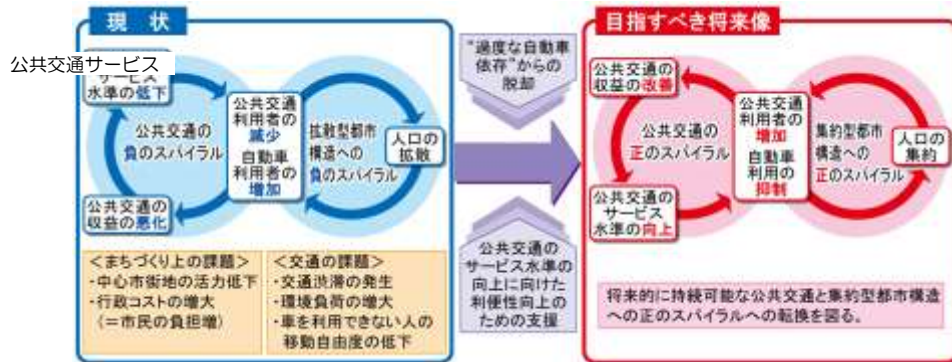 現 状
公共交通サービス
サービス
水準の低下
公共交通の
負のスパイラル
公共交通の
収益の悪化
公共交通
利用者の
減少
自動車
利用者の
増加
拡散型都市
構造への
負のスパイラル
人口の
拡散
＜まちづくり上の課題＞
・中心市街地の活力低下
・行政コストの増大
（＝市民の負担増）
＜交通の課題＞
・交通渋滞の発生
・環境負荷の増大
・車を利用できない人の
移動自由度の低下
“過度な自動車
依存”からの
脱却
公共交通の
サービス水準の
向上に向けた
利便性向上の
ための支援
目指すべき将来像
公共交通の
収益の改善
公共交通の
正のスパイラル
公共交通の
サービス
水準の向上
公共交通
利用者の
増加
自動車
利用の
抑制
集約型都市
構造への
正のスパイラル
人口の
集約
将来的に持続可能な公共交通と集約型都市構造
への正のスパイラルへの転換を図る。